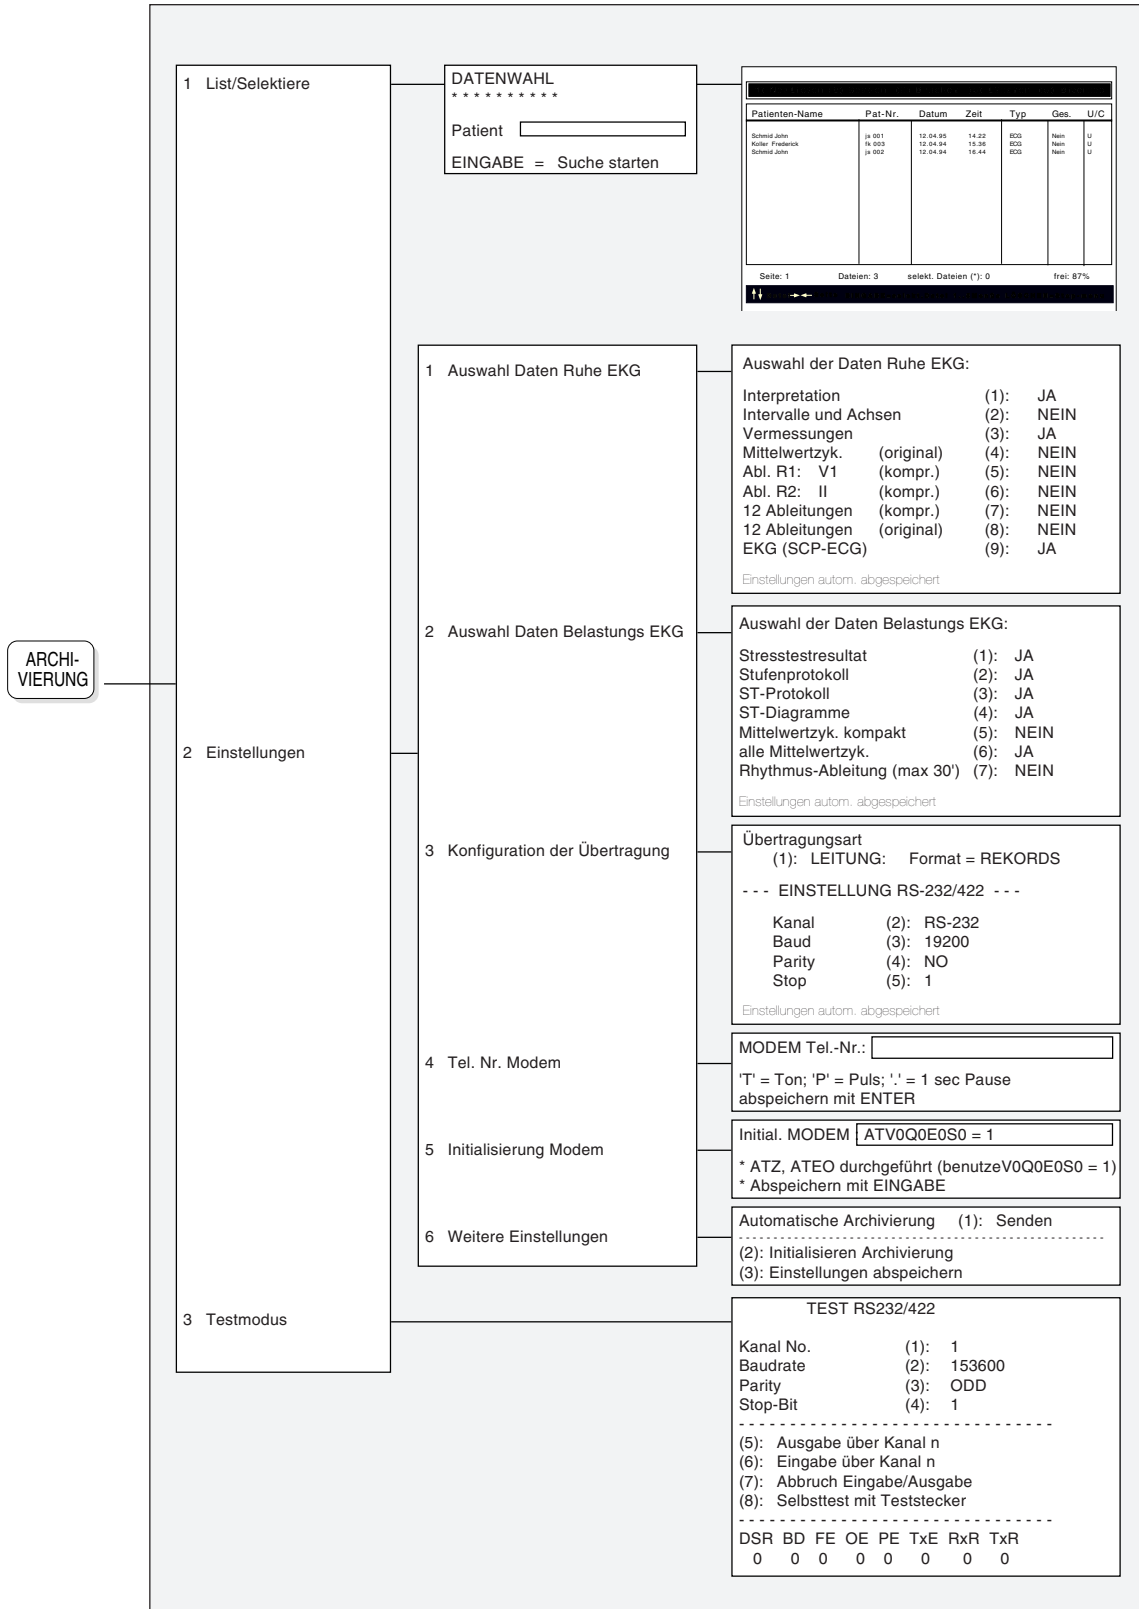 ARCHI-
VIERUNG
1 List/Selektiere
2 Einstellungen
3 Testmodus
DATENWAHL
* * * * * * * * * *
Patient
EINGABE = Suche starten
Patienten-Name Pat-Nr. Datum Zeit Typ Ges. U/C
Schmid John js 001 12.04.95 14.22 ECG Nein U
Koller Frederick fk 003 12.04.94 15.36 ECG Nein U
Schmid John js 002 12.04.94 16.44 ECG Nein U
Seite: 1 Dateien: 3 selekt. Dateien (*): 0 frei: 87%
1 Auswahl Daten Ruhe EKG
2 Auswahl Daten Belastungs EKG
3 Konfiguration der Übertragung
4 Tel. Nr. Modem
5 Initialisierung Modem
6 Weitere Einstellungen
Auswahl der Daten Ruhe EKG:
Interpretation (1): JA
Intervalle und Achsen (2): NEIN
Vermessungen (3): JA
Mittelwertzyk. (original) (4): NEIN
Abl. R1: V1 (kompr.) (5): NEIN
Abl. R2: II (kompr.) (6): NEIN
12 Ableitungen (kompr.) (7): NEIN
12 Ableitungen (original) (8): NEIN
EKG (SCP-ECG) (9): JA
Einstellungen autom. abgespeichert
Auswahl der Daten Belastungs EKG:
Stresstestresultat (1): JA
Stufenprotokoll (2): JA
ST-Protokoll (3): JA
ST-Diagramme (4): JA
Mittelwertzyk. kompakt (5): NEIN
alle Mittelwertzyk. (6): JA
Rhythmus-Ableitung (max 30') (7): NEIN
Einstellungen autom. abgespeichert
Übertragungsart
(1): LEITUNG: Format = REKORDS
- - - EINSTELLUNG RS-232/422 - - -
Kanal (2): RS-232
Baud (3): 19200
Parity (4): NO
Stop (5): 1
Einstellungen autom. abgespeichert
MODEM Tel.-Nr.:
'T' = Ton; 'P' = Puls; '.' = 1 sec Pause
abspeichern mit ENTER
Initial. MODEM : ATV0Q0E0S0 = 1
* ATZ, ATEO durchgeführt (benutzeV0Q0E0S0 = 1)
* Abspeichern mit EINGABE
Automatische Archivierung (1): Senden
(2): Initialisieren Archivierung
(3): Einstellungen abspeichern
TEST RS232/422
Kanal No. (1): 1
Baudrate (2): 153600
Parity (3): ODD
Stop-Bit (4): 1
(5): Ausgabe über Kanal n
(6): Eingabe über Kanal n
(7): Abbruch Eingabe/Ausgabe
(8): Selbsttest mit Teststecker
DSR BD FE OE PE TxE RxR TxR
0 0 0 0 0 0 0 0